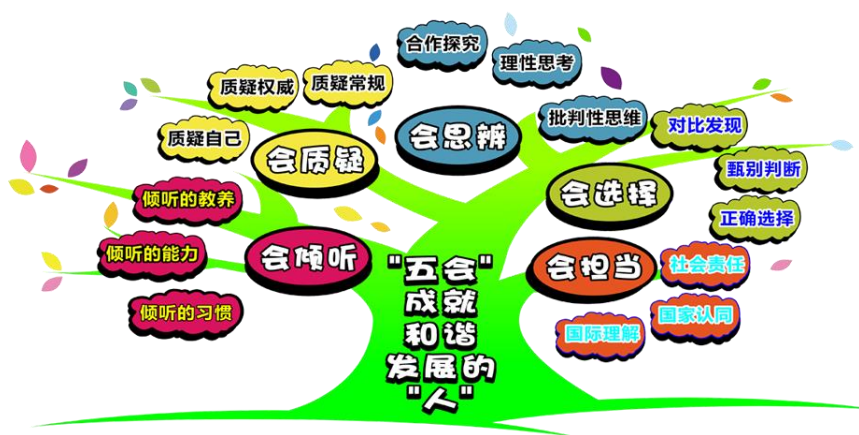 合作探究
理性思考
批判性思维
会思辨
质疑权威
质疑常规
质疑自己
会质疑
对比发现
甄别判断
正确选择
会选择
倾听的教养
倾听的能力
倾听的习惯
会倾听
会担当
社会责任
国家认同
国际理解
"五会"
成就
和谐
发展的
"人"